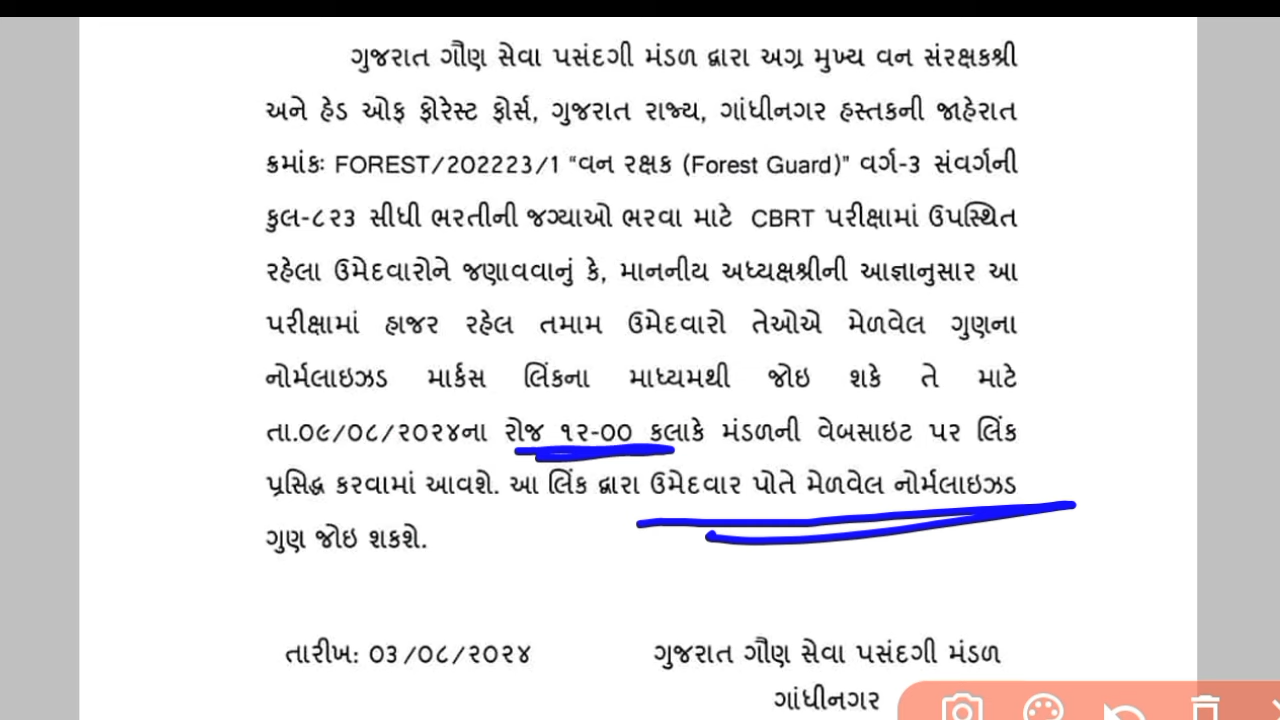 ગુજરાત ગૌણ સેવા પસંદગી મંડળ દ્વારા અગ્ર મુખ્ય વન સંરક્ષકશ્રી
અને હેડ ઓફ ફોરેસ્ટ ફોર્સ, ગુજરાત રાજ્ય, ગાંધીનગર હસ્તકની જાહેરાત
ક્રમાંકઃ FOREST/202223/1 “વન રક્ષક (Forest Guard)” વર્ગ-૩ સંવર્ગની
કુલ-૮૨૩ સીધી ભરતીની જગ્યાઓ ભરવા માટે CBRT પરીક્ષામાં ઉપસ્થિત
રહેલા ઉમેદવારોને જણાવવાનું કે, માનનીય અધ્યક્ષશ્રીની આજ્ઞાનુસાર આ
પરીક્ષામાં હાજર રહેલ તમામ ઉમેદવારો તેઓએ મેળવેલ ગુણના
નોર્મલાઇઝડ માર્કસ લિંકના માધ્યમથી જોઇ શકે તે માટે
તા.૦૯/૦૮/૨૦૨૪ના રોજ ૧૨-૦૦ કલાકે મંડળની વેબસાઇટ પર લિંક
પ્રસિદ્ધ કરવામાં આવશે. આ લિંક દ્વારા ઉમેદવાર પોતે મેળવેલ નોર્મલાઇઝડ
ગુણ જોઇ શકશે.
તારીખ: ૦૩/૦૮/૨૦૨૪
ગુજરાત ગૌણ સેવા પસંદગી મંડળ
ગાંધીનગર